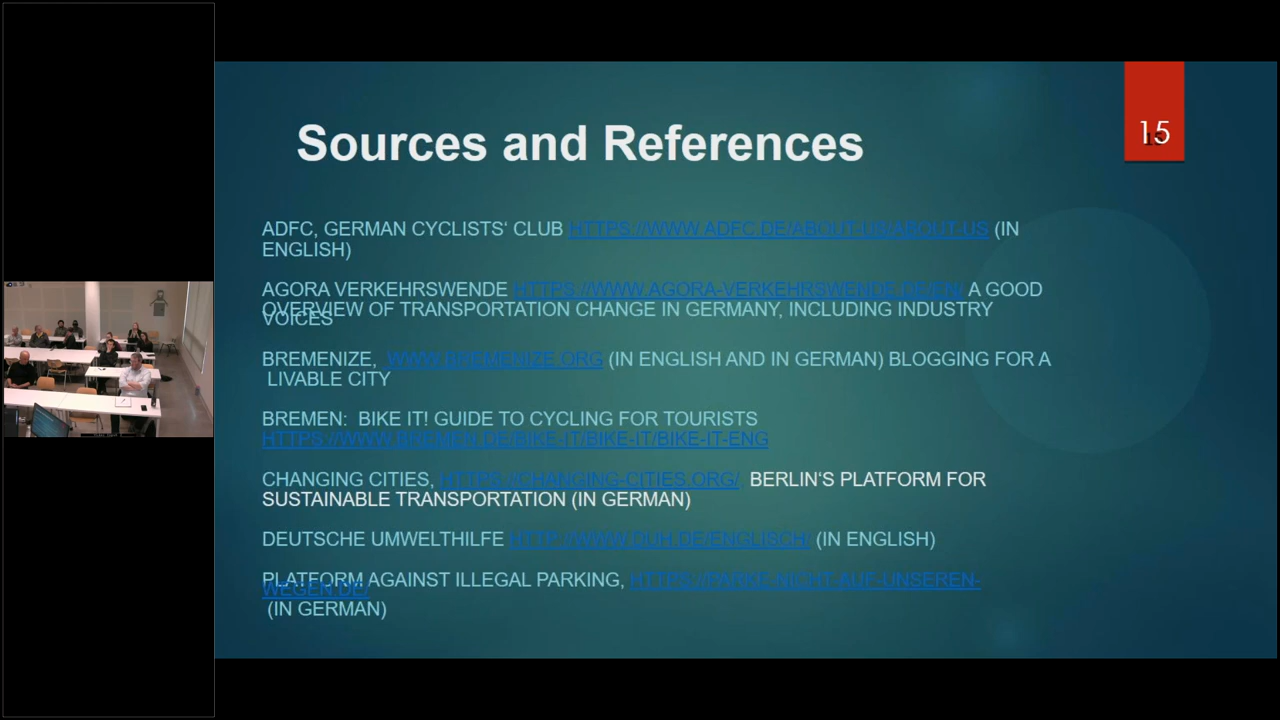 Sources and References
15
ADFC, GERMAN CYCLISTS‘ CLUB HTTPS://WWW.ADFC.DE/ABOUT-US/ABOUT-US (IN
ENGLISH)
AGORA VERKEHRSWENDE HTTPS://WWW.AGORA-VERKEHRSWENDE.DE/EN/ A GOOD
OVERVIEW OF TRANSPORTATION CHANGE IN GERMANY, INCLUDING INDUSTRY
VOICES
BREMENIZE, WWW.BREMENIZE.ORG (IN ENGLISH AND IN GERMAN) BLOGGING FOR A
LIVABLE CITY
BREMEN: BIKE IT! GUIDE TO CYCLING FOR TOURISTS
HTTPS://WWW.BREMEN.DE/BIKE-IT/BIKE-IT/BIKE-IT-ENG
CHANGING CITIES, HTTPS://CHANGING-CITIES.ORG/, BERLIN‘S PLATFORM FOR
SUSTAINABLE TRANSPORTATION (IN GERMAN)
DEUTSCHE UMWELTHILFE HTTP://WWW.DUH.DE/ENGLISCH/ (IN ENGLISH)
PLATFORM AGAINST ILLEGAL PARKING, HTTPS://PARKE-NICHT-AUF-UNSEREN-
WEGEN.DE/
(IN GERMAN)